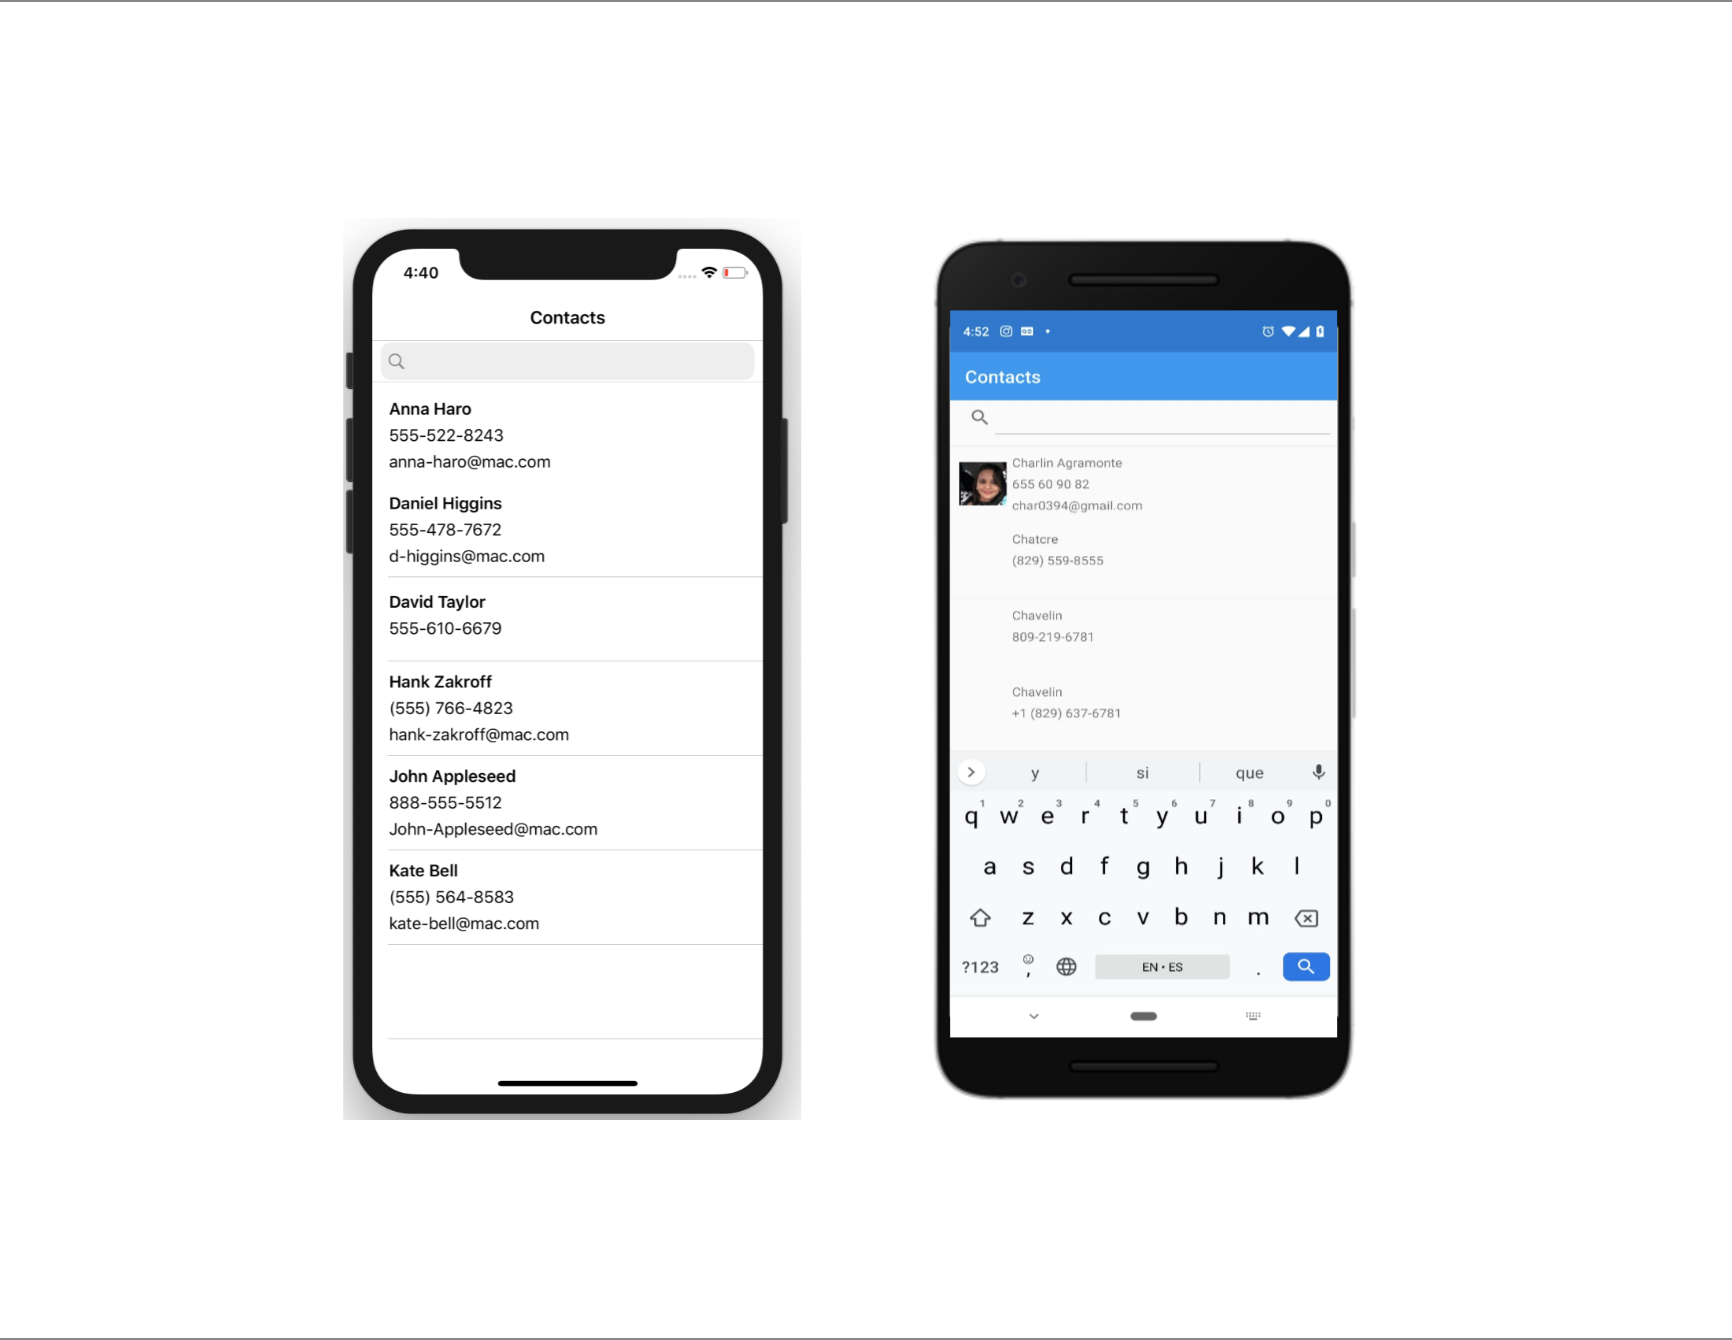 4:40
Contacts
Anna Haro
555-522-8243
anna-haro@mac.com
Daniel Higgins
555-478-7672
d-higgins@mac.com
David Taylor
555-610-6679
Hank Zakroff
(555) 766-4823
hank-zakroff@mac.com
John Appleseed
888-555-5512
John-Appleseed@mac.com
Kate Bell
(555) 564-8583
kate-bell@mac.com
4:52
Contacts
Charlin Agramonte
655 60 90 82
char0394@gmail.com
Chatcre
(829) 559-8555
Chavelin
809-219-6781
Chavelin
+1 (829) 637-6781
y si que
1 2 3 4 5 6 7 8 9 0
q w e r t y u i o p
a s d f g h j k l
z x c v b n m
?123 , EN • ES .